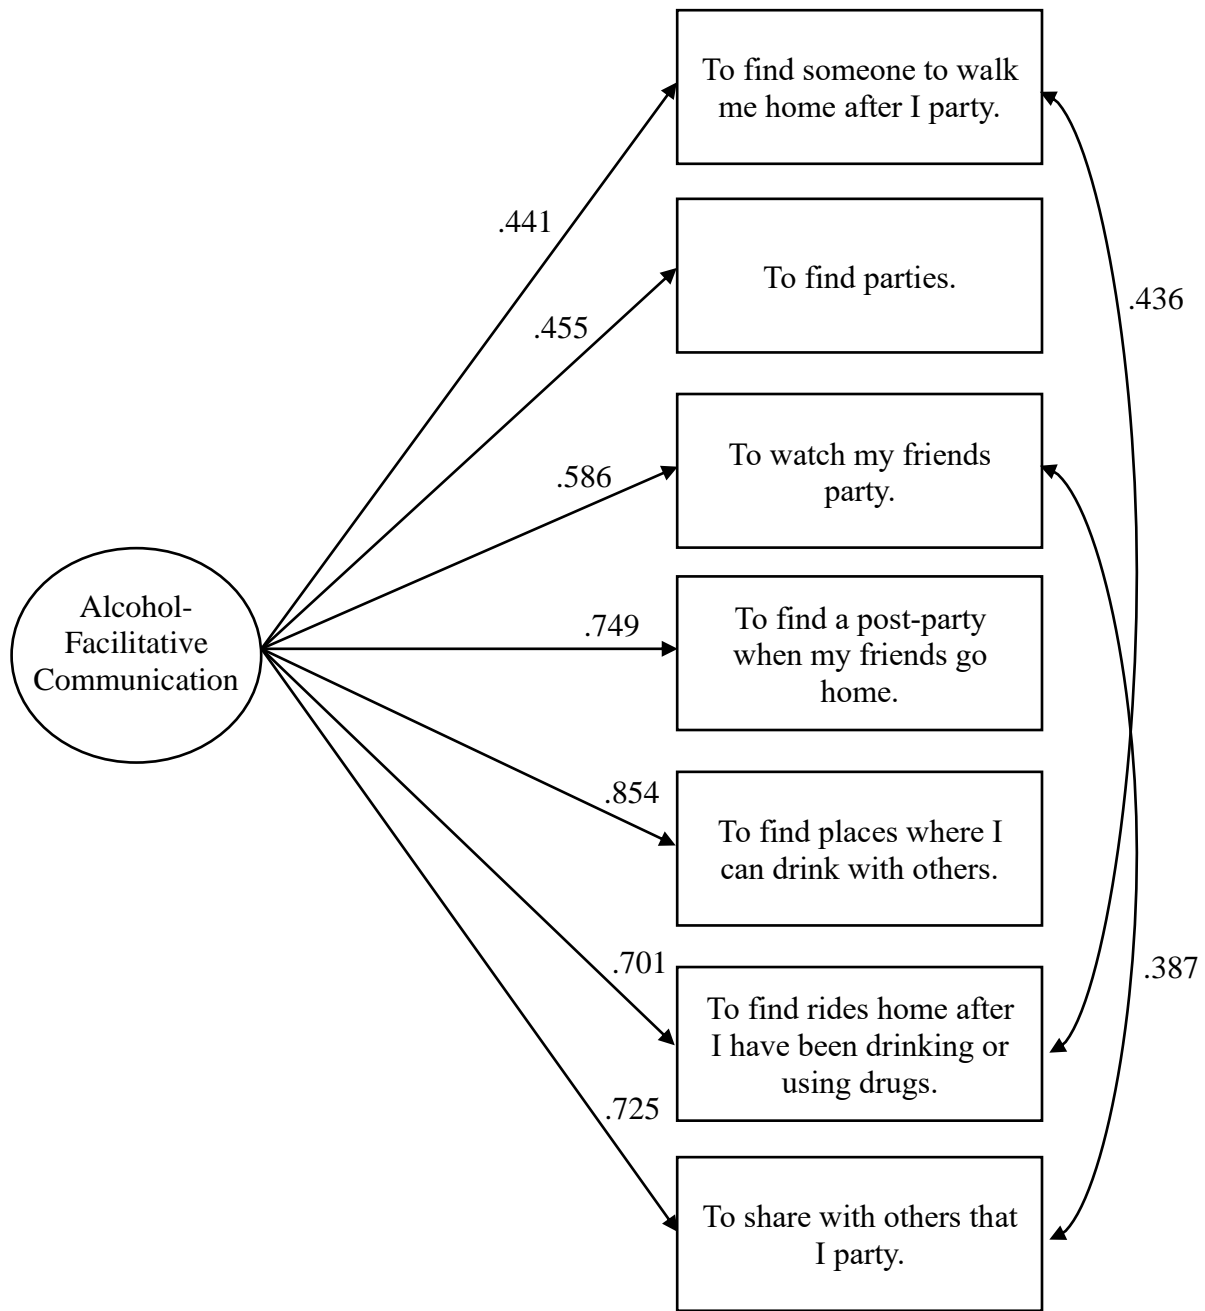 To find someone to walk
me home after I party.
.441
To find parties.
.436
.455
To watch my friends
party.
.586
Alcohol-
Facilitative
Communication
To find a post-party
when my friends go
home.
.749
To find places where I
can drink with others.
.854
.701
To find rides home after
I have been drinking or
using drugs.
.387
.725
To share with others that
I party.